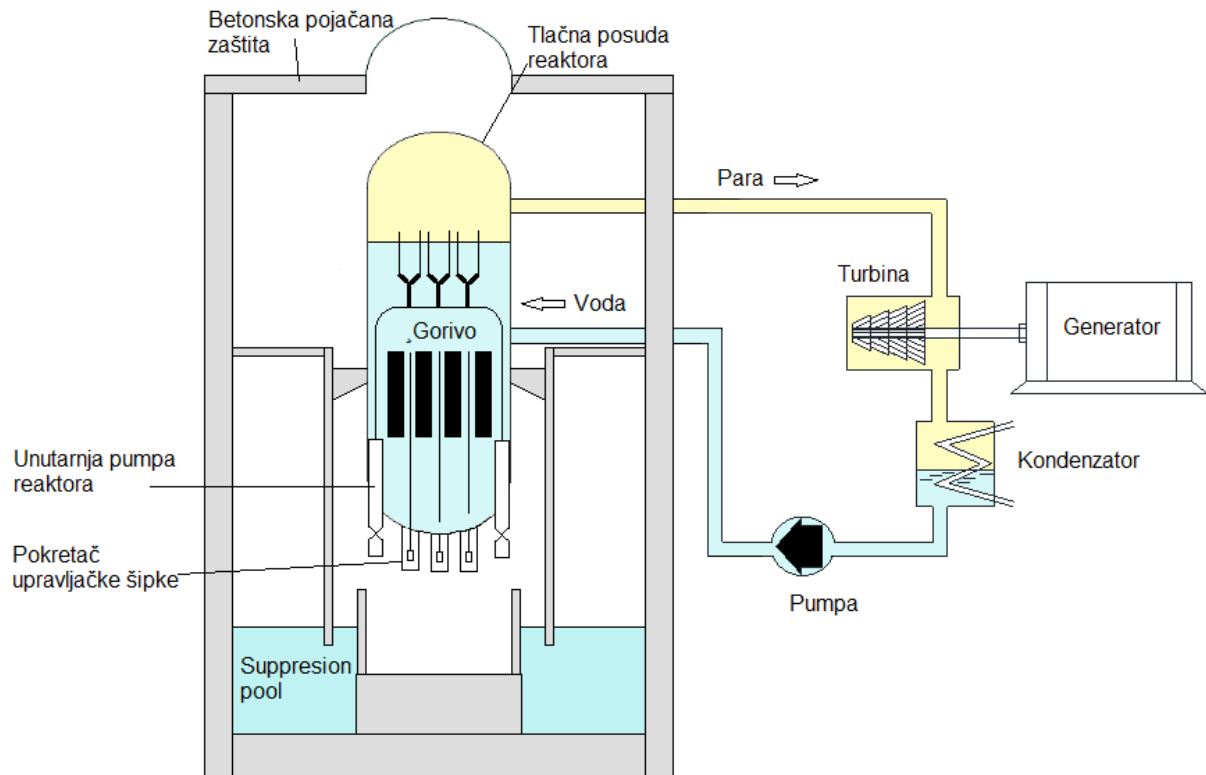 Betonska pojačana
zaštita
Tlačna posuda
reaktora
Para
Turbina
Voda
Generator
Gorivo
Unutarnja pumpa
reaktora
Kondenzator
Pokretač
upravljačke šipke
Pumpa
Suppresion
pool